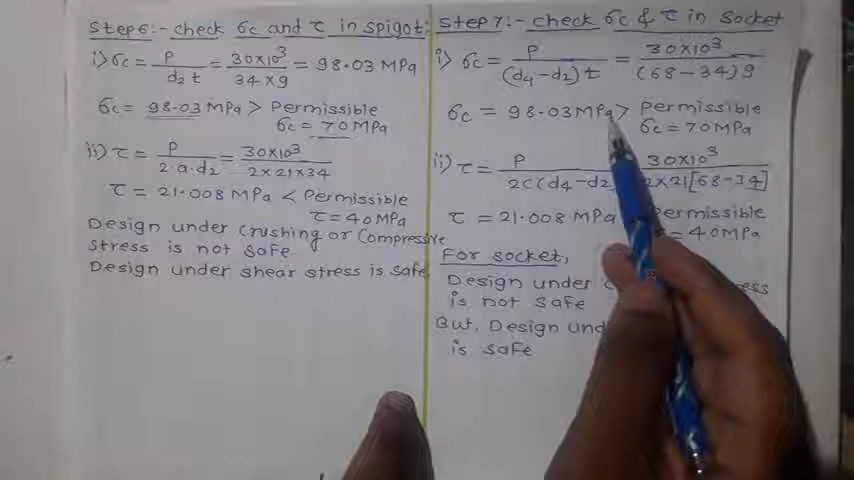 Step 6:- check σc and τ in spigot:
i) σc = P / d₂ t = 30×10³ / 34 × 9 = 98.03 MPa
σc = 98.03 MPa > Permissible
σc = 70 MPa
ii) τ = P / 2·a·d₂ = 30×10³ / 2×21×34
τ = 21.008 MPa < Permissible
τ = 40 MPa
Design under crushing or compressive
stress is not safe
Design under shear stress is safe.
Step 7:- check σc & τ in socket
i) σc = P / (d₄-d₂) t = 30×10³ / (68-34) 9
σc = 98.03 MPa > Permissible
σc = 70 MPa
ii) τ = P / 2c(d₄-d₂ 30×10³ / 2×21[68-34]
τ = 21.008 MPa Permissible
= 40 MPa
For socket,
Design under
is not safe
But, Design
is safe